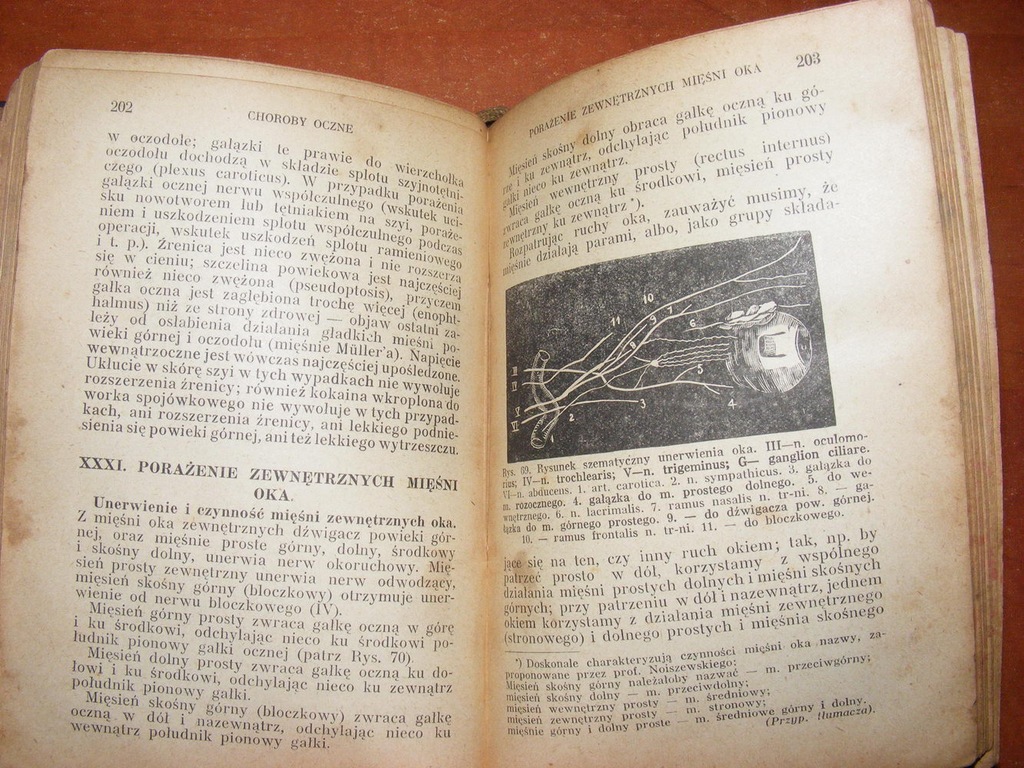 202
CHOROBY OCZNE
w oczodole; gałązki te prawie do wierzchołka
oczodołu dochodzą w składzie splotu szyjnotętni-
czego (plexus caroticus). W przypadku porażenia
gałązki ocznej nerwu współczulnego (wskutek uci-
sku nowotworem lub tętniakiem na szyi, poraże-
niem i uszkodzeniem splotu współczulnego podczas
operacji, wskutek uszkodzeń splotu ramieniowego
i t. p.). Źrenica jest nieco zwężona i nie rozszerza
się w cieniu; szczelina powiekowa jest najczęściej
również nieco zwężona (pseudoptosis), przyczem
gałka oczna jest zagłębiona trochę więcej (enopht-
halmus) niż ze strony zdrowej — objaw ostatni za-
leży od osłabienia działania gładkich mieśni po-
wieki górnej i oczodołu (mięśnie Müller'a). Napięcie
wewnątrzoczne jest wówczas najczęściej upośledzone.
Ukłucie w skórę szyi w tych wypadkach nie wywołuje
rozszerzenia źrenicy; również kokaina wkroplona do
worka spojówkowego nie wywołuje w tych przypad-
kach, ani rozszerzenia źrenicy, ani lekkiego podnie-
sienia się powieki górnej, ani też lekkiego wytrzeszczu.
XXXI. PORAŻENIE ZEWNĘTRZNYCH MIĘŚNI
OKA.
Unerwienie i czynność mięśni zewnętrznych oka.
Z mięśni oka zewnętrznych dźwigacz powieki gór-
nej, oraz mięśnie proste górny, dolny, środkowy
i skośny dolny, unerwia nerw okoruchowy. Mię-
sień prosty zewnętrzny unerwia nerw odwodzący,
mięsień skośny górny (bloczkowy) otrzymuje uner-
wienie od nerwu bloczkowego (IV).
Mięsień górny prosty zwraca gałkę oczną w górę
i ku środkowi, odchylając nieco ku środkowi po-
łudnik pionowy gałki ocznej (patrz Rys. 70).
Mięsień dolny prosty zwraca gałkę oczną ku do-
łowi i ku środkowi, odchylając nieco ku zewnątrz
południk pionowy gałki.
Mięsień skośny górny (bloczkowy) zwraca gałkę
oczną w dół i nazewnątrz, odchylając nieco ku
wewnątrz południk pionowy gałki.
PORAŻENIE ZEWNĘTRZNYCH MIĘŚNI OKA
203
Mięsień skośny dolny obraca gałkę oczną ku gó-
rze i ku zewnątrz, odchylając południk pionowy
gałki nieco ku zewnątrz.
Mięsień wewnętrzny prosty (rectus internus)
zwraca gałkę oczną ku środkowi, mięsień prosty
zewnętrzny ku zewnątrz *).
Rozpatrując ruchy oka, zauważyć musimy, że
mięśnie działają parami, albo, jako grupy składa-
10
11
9
7
6
8
III
IV
V
VI
5
4
3
2
1
Rys. 69. Rysunek szematyczny unerwienia oka. III—n. oculomo-
rius; IV—n. trochlearis; V—n. trigeminus; G— ganglion ciliare.
VI—n. abducens. 1. art. carotica. 2. n. sympathicus. 3. gałązka do
m. rozocznego. 4. gałązka do m. prostego dolnego. 5. do we-
wnętrznego. 6. n. lacrimalis. 7. ramus nasalis n. tr-ni. 8. — ga-
łązka do m. górnego prostego. 9. — do dźwigacza pow. górnej.
10. — ramus frontalis n. tr-ni. 11. — do bloczkowego.
jące się na ten, czy inny ruch okiem; tak, np. by
patrzeć prosto w dół, korzystamy z wspólnego
działania mięśni prostych dolnych i mięśni skośnych
górnych; przy patrzeniu w dół i nazewnątrz, jednem
okiem korzystamy z działania mięśni zewnętrznego
(stronowego) i dolnego prostych i mięśnia skośnego
*) Doskonale charakteryzują czynności mięśni oka nazwy, za-
proponowane przez prof. Noiszewskiego:
Mięsień skośny górny należałoby nazwać — m. przeciwgórny;
mięsień skośny dolny — m. przeciwdolny;
mięsień wewnętrzny prosty — m. średniowy;
mięsień zewnętrzny prosty — m. stronowy;
mięśnie górny i dolny proste — m. średniowe górny i dolny.
(Przyp. tłumacza).